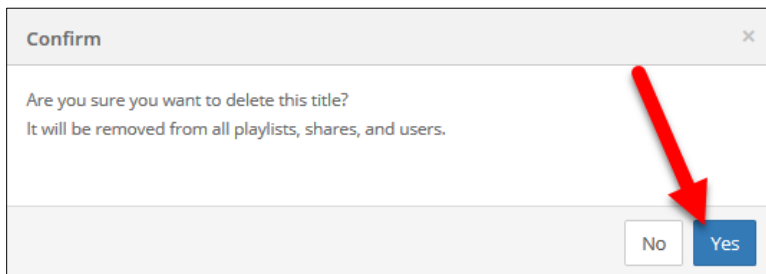 Confirm ×
Are you sure you want to delete this title?
It will be removed from all playlists, shares, and users.
No Yes